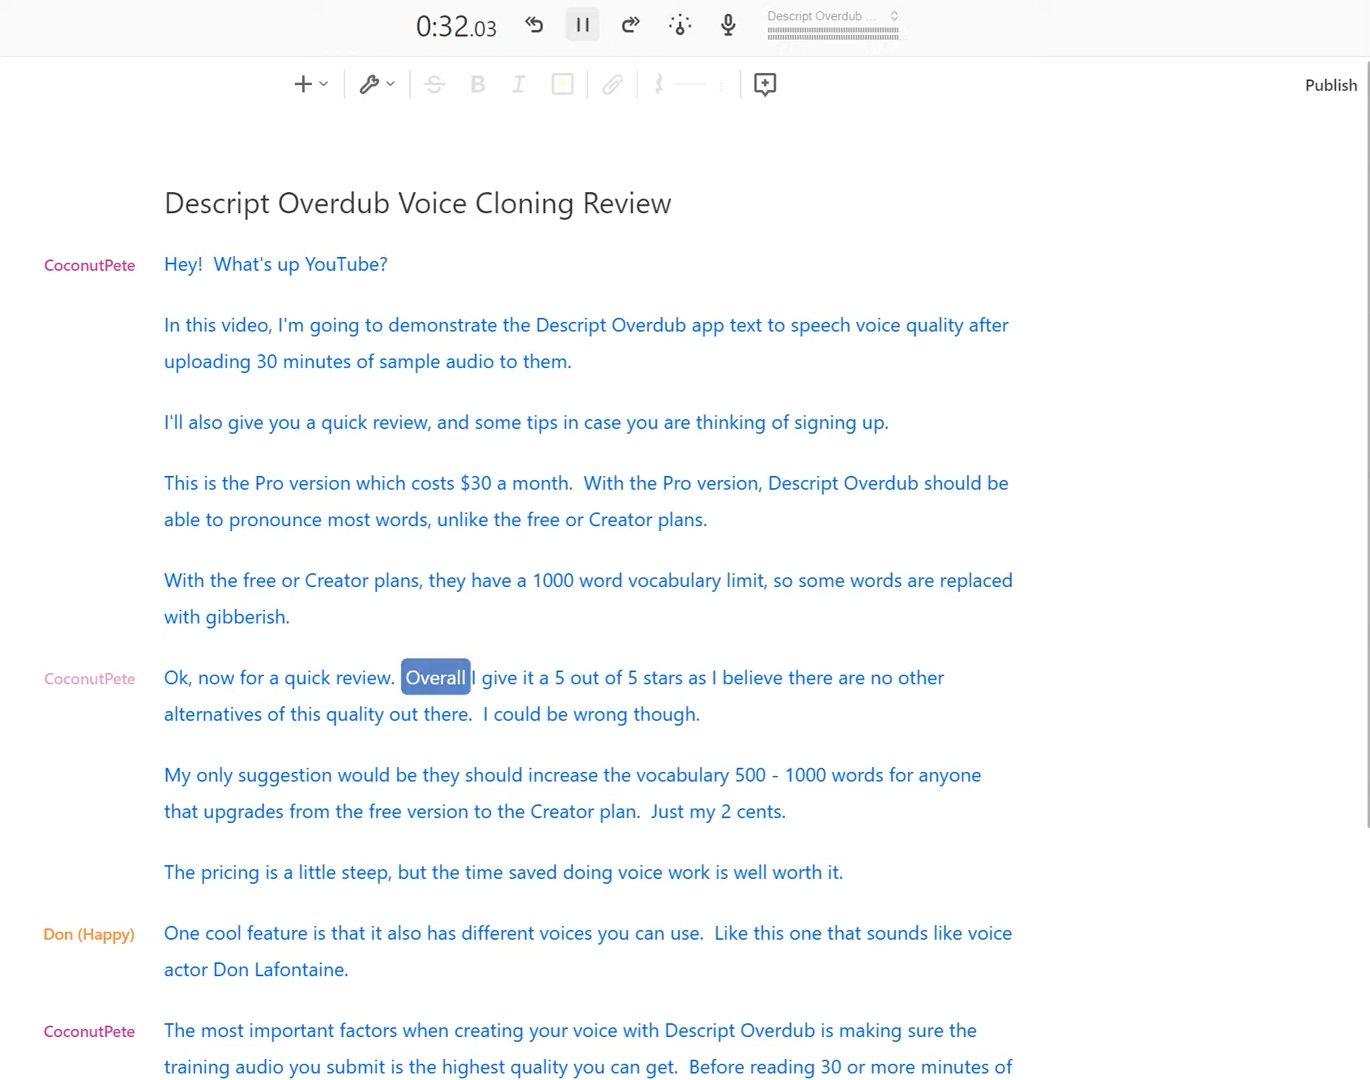 0:32.03
Descript Overdub ...
Publish
Descript Overdub Voice Cloning Review
CoconutPete
Hey!  What's up YouTube?
In this video, I'm going to demonstrate the Descript Overdub app text to speech voice quality after
uploading 30 minutes of sample audio to them.
I'll also give you a quick review, and some tips in case you are thinking of signing up.
This is the Pro version which costs $30 a month.  With the Pro version, Descript Overdub should be
able to pronounce most words, unlike the free or Creator plans.
With the free or Creator plans, they have a 1000 word vocabulary limit, so some words are replaced
with gibberish.
CoconutPete
Ok, now for a quick review. Overall I give it a 5 out of 5 stars as I believe there are no other
alternatives of this quality out there.  I could be wrong though.
My only suggestion would be they should increase the vocabulary 500 - 1000 words for anyone
that upgrades from the free version to the Creator plan.  Just my 2 cents.
The pricing is a little steep, but the time saved doing voice work is well worth it.
Don (Happy)
One cool feature is that it also has different voices you can use.  Like this one that sounds like voice
actor Don Lafontaine.
CoconutPete
The most important factors when creating your voice with Descript Overdub is making sure the
training audio you submit is the highest quality you can get.  Before reading 30 or more minutes of